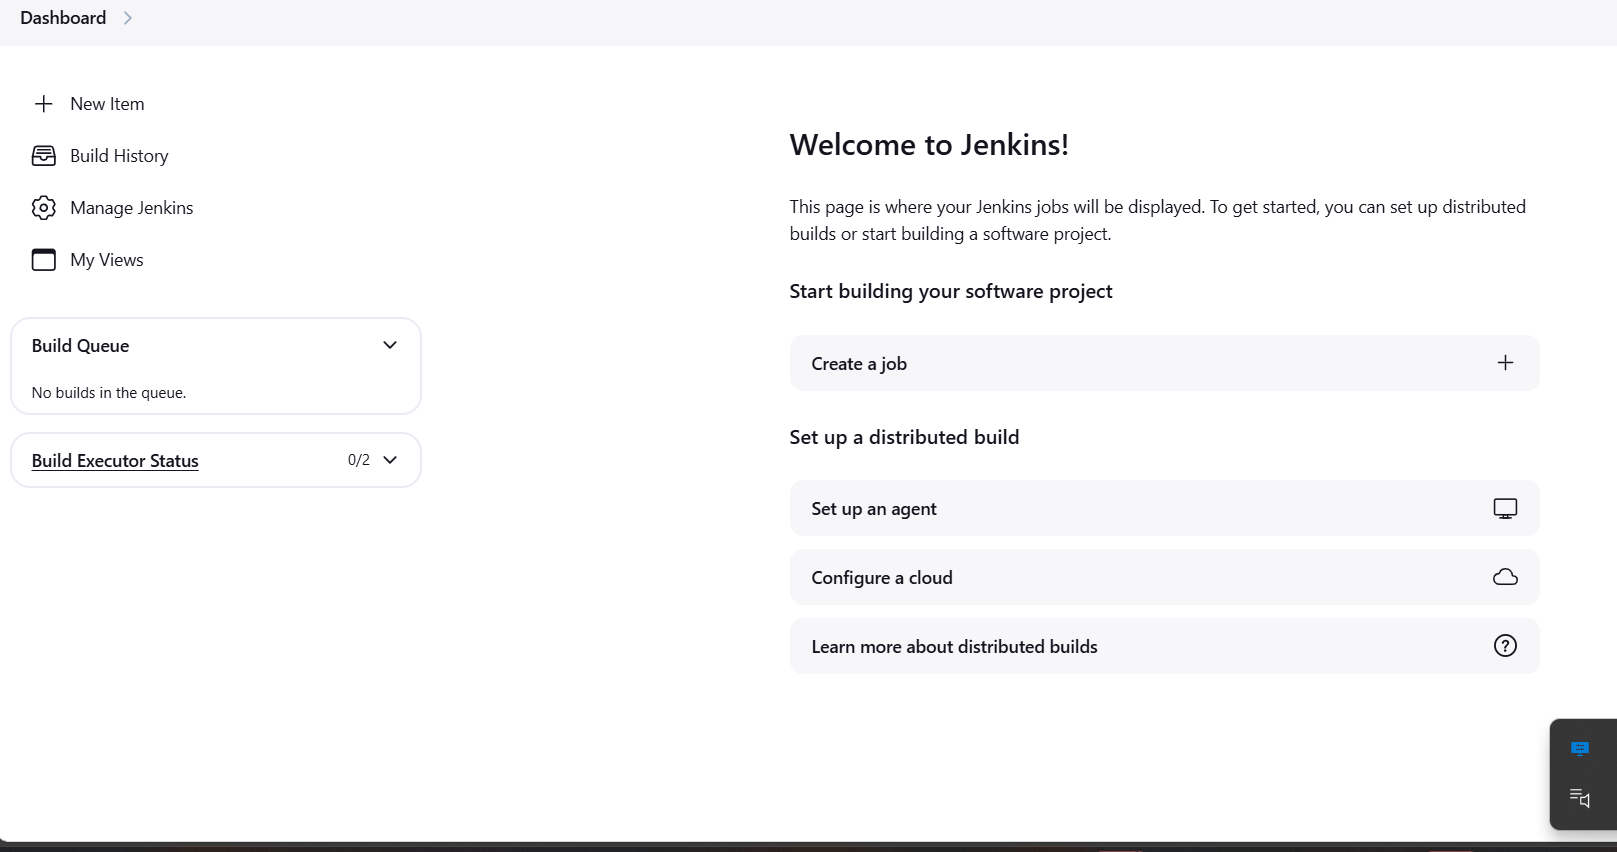 Dashboard
New Item
Build History
Manage Jenkins
My Views
Build Queue
No builds in the queue.
Build Executor Status
0/2
Welcome to Jenkins!
This page is where your Jenkins jobs will be displayed. To get started, you can set up distributed
builds or start building a software project.
Start building your software project
Create a job
Set up a distributed build
Set up an agent
Configure a cloud
Learn more about distributed builds